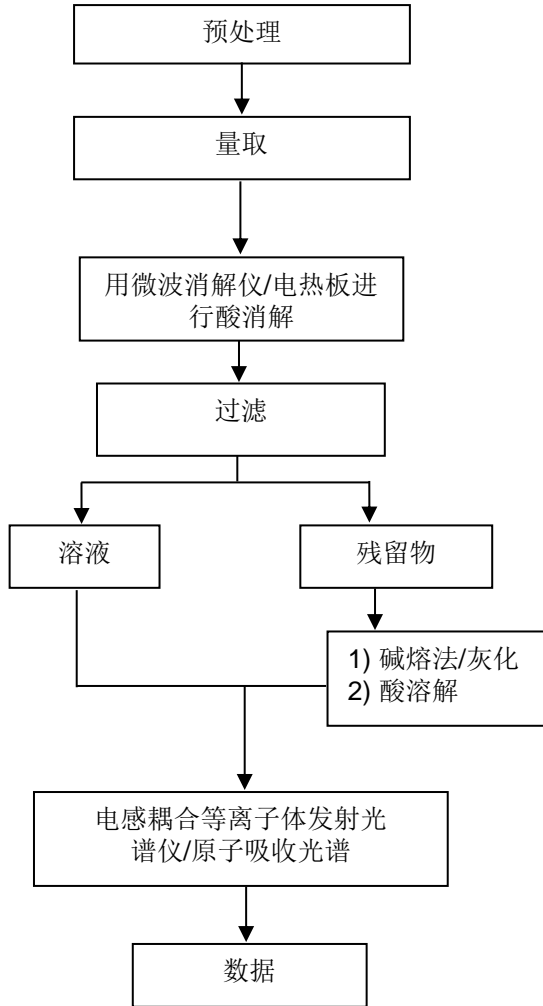 预处理
量取
用微波消解仪/电热板进
行酸消解
过滤
溶液
残留物
1) 碱熔法/灰化
2) 酸溶解
电感耦合等离子体发射光
谱仪/原子吸收光谱
数据